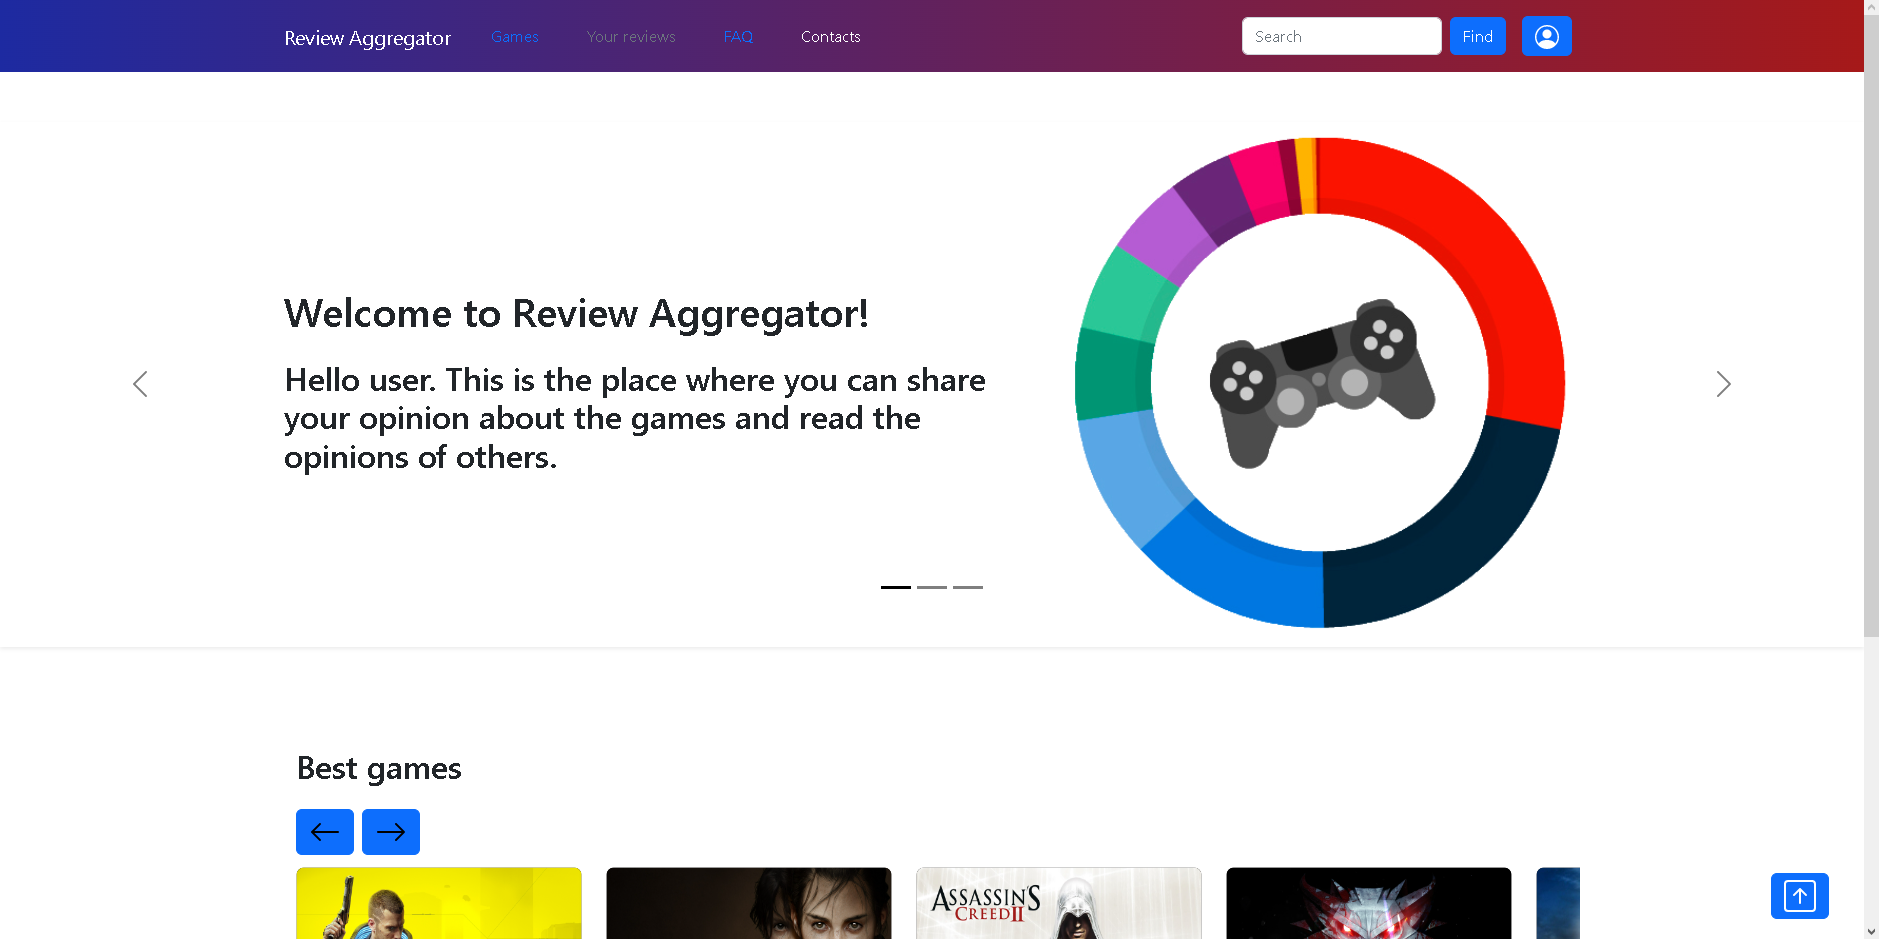 Review Aggregator
Games
Your reviews
FAQ
Contacts
Search
Find
Welcome to Review Aggregator!
Hello user. This is the place where you can share
your opinion about the games and read the
opinions of others.
Best games
ASSASSIN'S
CREED II